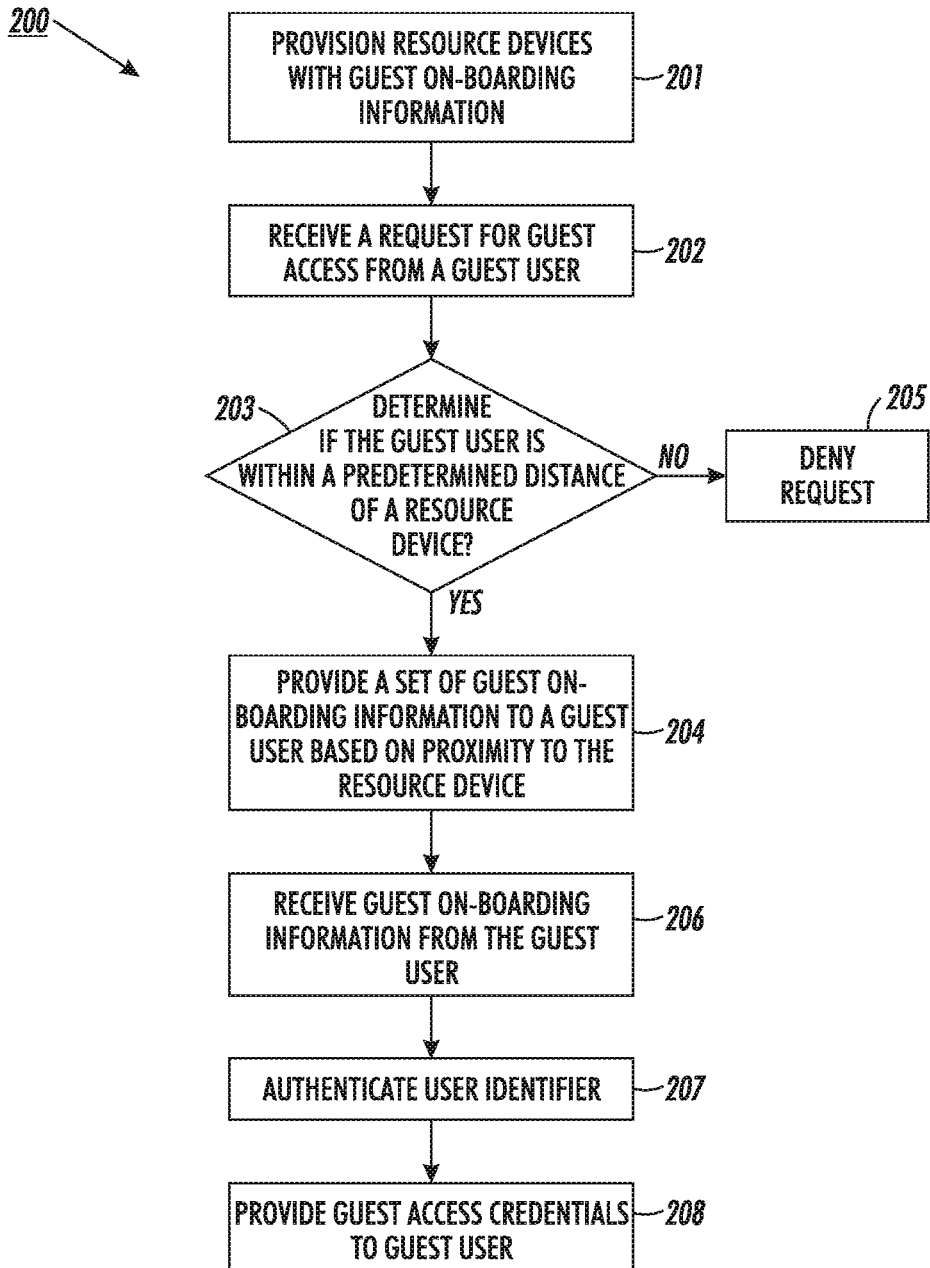 200
PROVISION RESOURCE DEVICES
WITH GUEST ON-BOARDING
INFORMATION
201
RECEIVE A REQUEST FOR GUEST
ACCESS FROM A GUEST USER
202
203
DETERMINE
IF THE GUEST USER IS
WITHIN A PREDETERMINED DISTANCE
OF A RESOURCE
DEVICE?
NO
205
DENY
REQUEST
YES
PROVIDE A SET OF GUEST ON-
BOARDING INFORMATION TO A GUEST
USER BASED ON PROXIMITY TO THE
RESOURCE DEVICE
204
RECEIVE GUEST ON-BOARDING
INFORMATION FROM THE GUEST
USER
206
AUTHENTICATE USER IDENTIFIER
207
PROVIDE GUEST ACCESS CREDENTIALS
TO GUEST USER
208